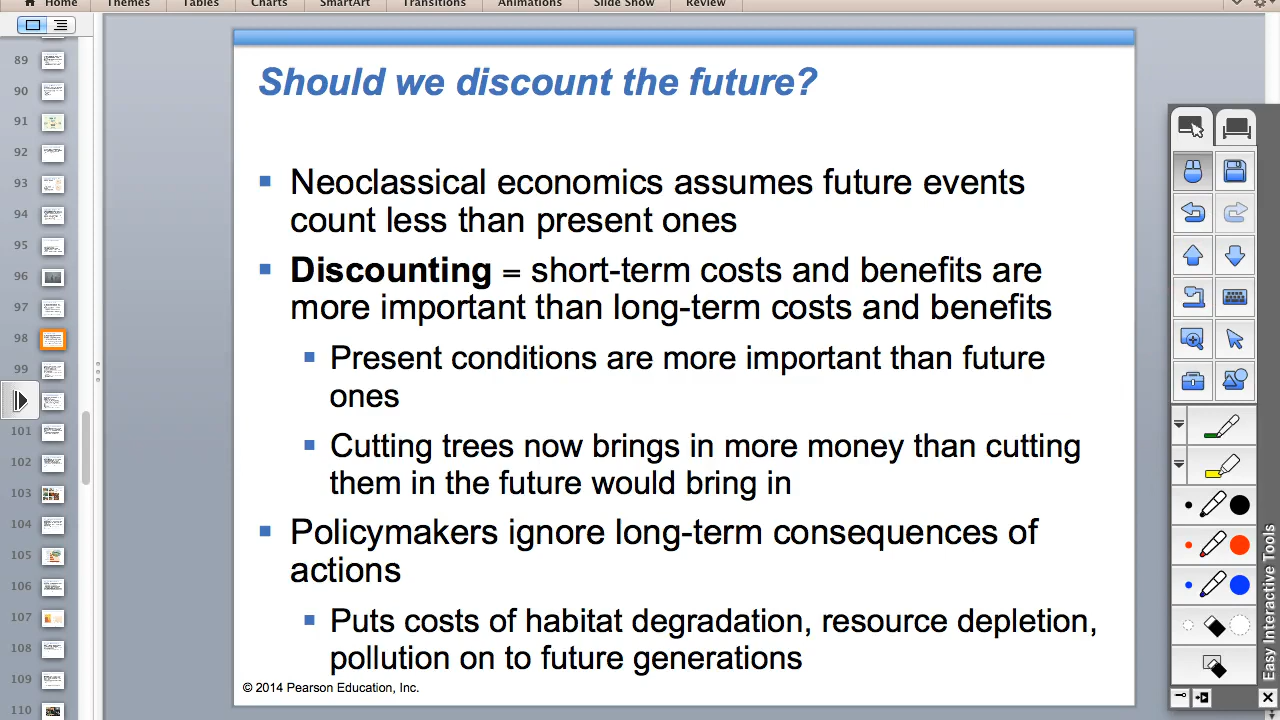 Home Themes Tables Charts SmartArt Transitions Animations Slide Show Review
89
90
91
92
93
94
95
96
97
98
99
101
102
103
104
105
106
107
108
109
110
Should we discount the future?
Neoclassical economics assumes future events
count less than present ones
Discounting = short-term costs and benefits are
more important than long-term costs and benefits
Present conditions are more important than future
ones
Cutting trees now brings in more money than cutting
them in the future would bring in
Policymakers ignore long-term consequences of
actions
Puts costs of habitat degradation, resource depletion,
pollution on to future generations
© 2014 Pearson Education, Inc.
Easy Interactive Tools